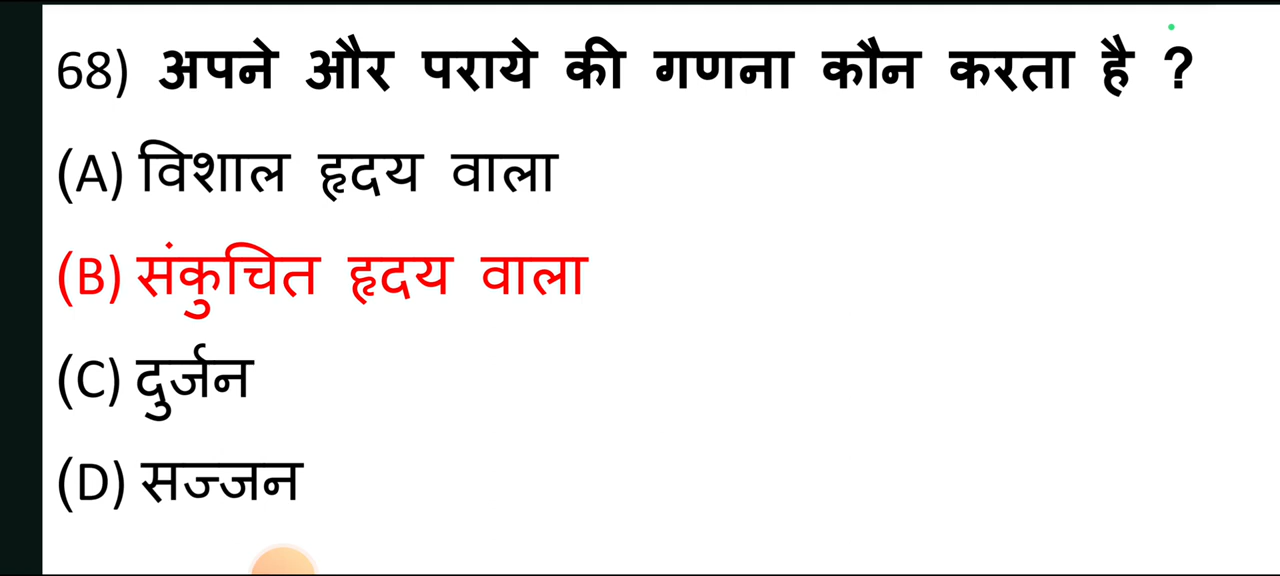 68) अपने और पराये की गणना कौन करता है ?
(A) विशाल हृदय वाला
(B) संकुचित हृदय वाला
(C) दुर्जन
(D) सज्जन